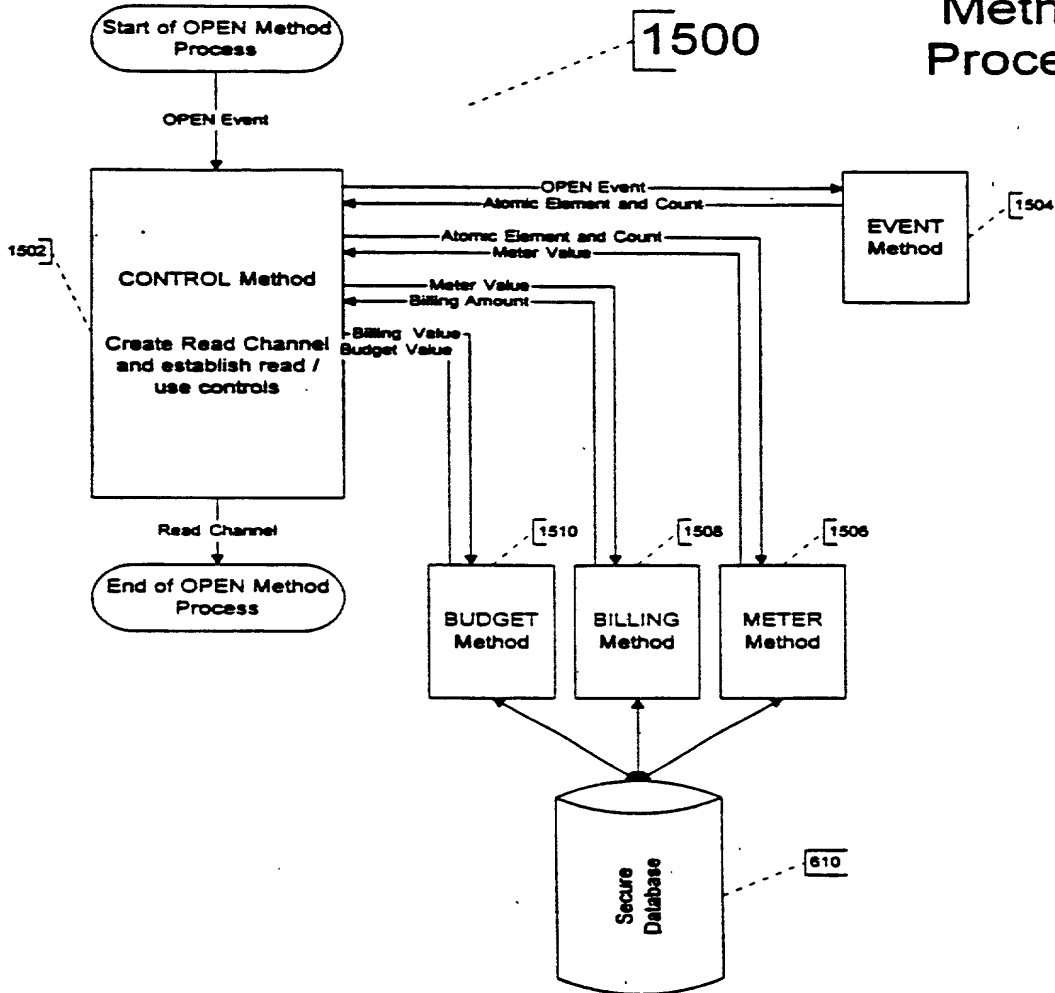 Meth
Proce
1500
Start of OPEN Method
Process
OPEN Event
OPEN Event
Atomic Element and Count
EVENT
Method
1504
1502
CONTROL Method
Create Read Channel
and establish read /
use controls
Atomic Element and Count
Meter Value
Meter Value
Billing Amount
Billing Value
Budget Value
Read Channel
End of OPEN Method
Process
1510
1508
1506
BUDGET
Method
BILLING
Method
METER
Method
Secure
Database
610